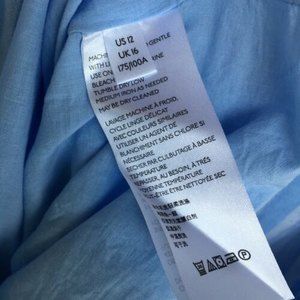 US 12
UK 16
175/100A
MACHI GENTLE
WITH L
USE ON INE
BLEACH
TUMBLE DRY LOW
MEDIUM IRON AS NEEDED
MAY BE DRY CLEANED
LAVAGE MACHINE À FROID,
CYCLE LINGE DÉLICAT
AVEC COULEURS SIMILAIRES
UTILISER UN AGENT DE
BLANCHIMENT SANS CHLORE SI
NÉCESSAIRE
SÉCHER PAR CULBUTAGE À BASSE
TEMPÉRATURE
REPASSER, AU BESOIN, À TRÈS
MOYENNE TEMPÉRATURE
PEUT-ÊTRE ÊTRE NETTOYÉE SEC